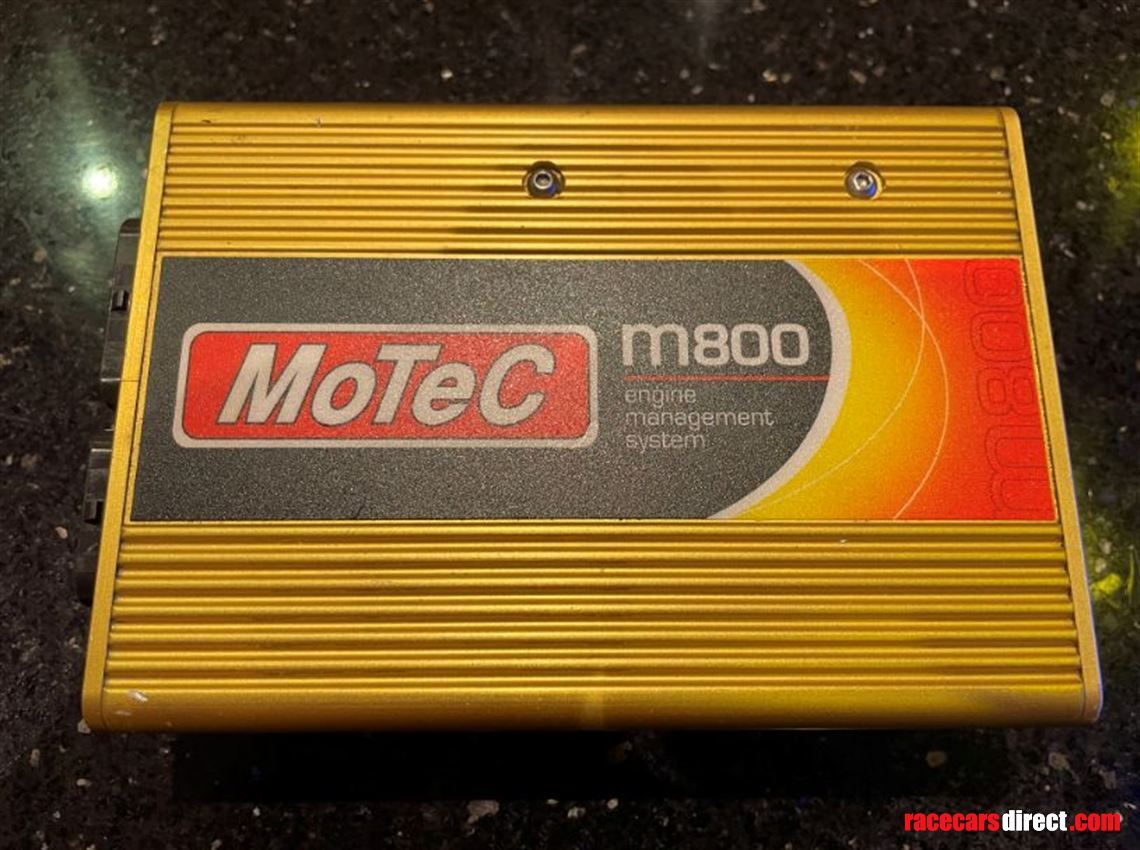 MoTeC
m800
engine
management
system
m800
racecarsdirect.com